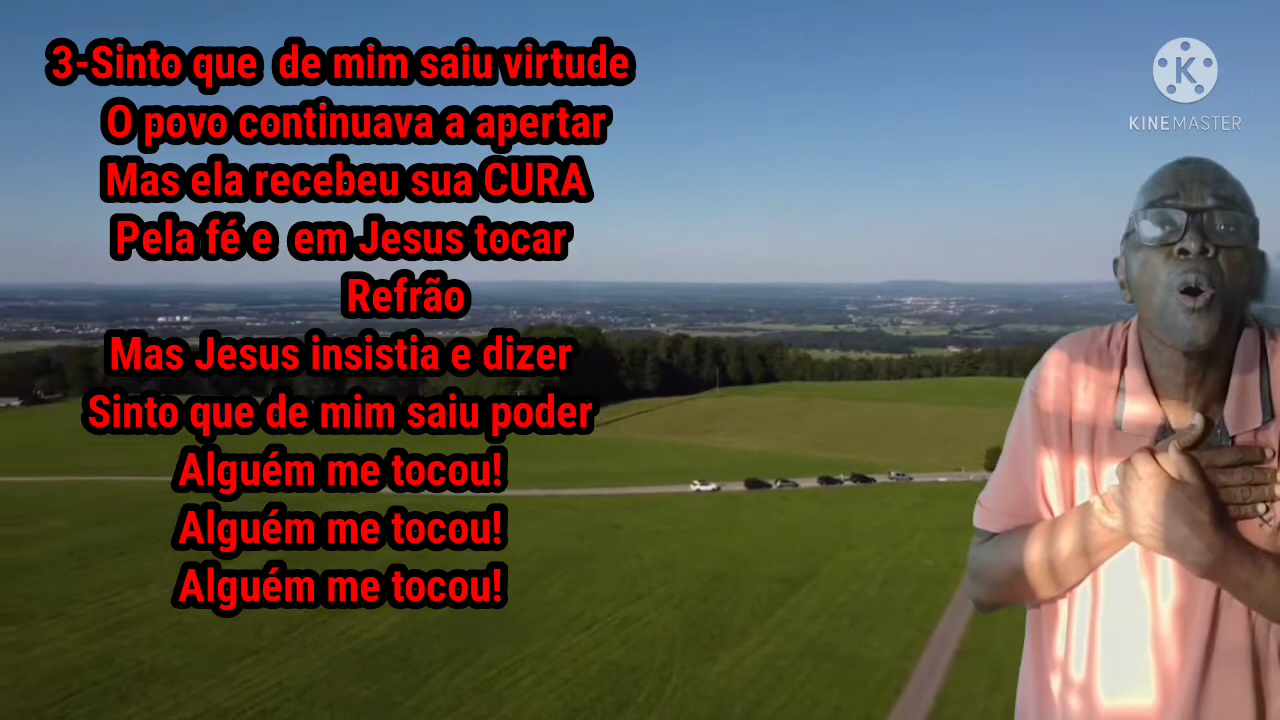 3-Sinto que de mim saiu virtude
O povo continuava a apertar
Mas ela recebeu sua CURA
Pela fé e em Jesus tocar
Refrão
Mas Jesus insistia e dizer
Sinto que de mim saiu poder
Alguém me tocou!
Alguém me tocou!
Alguém me tocou!
K
KINEMASTER